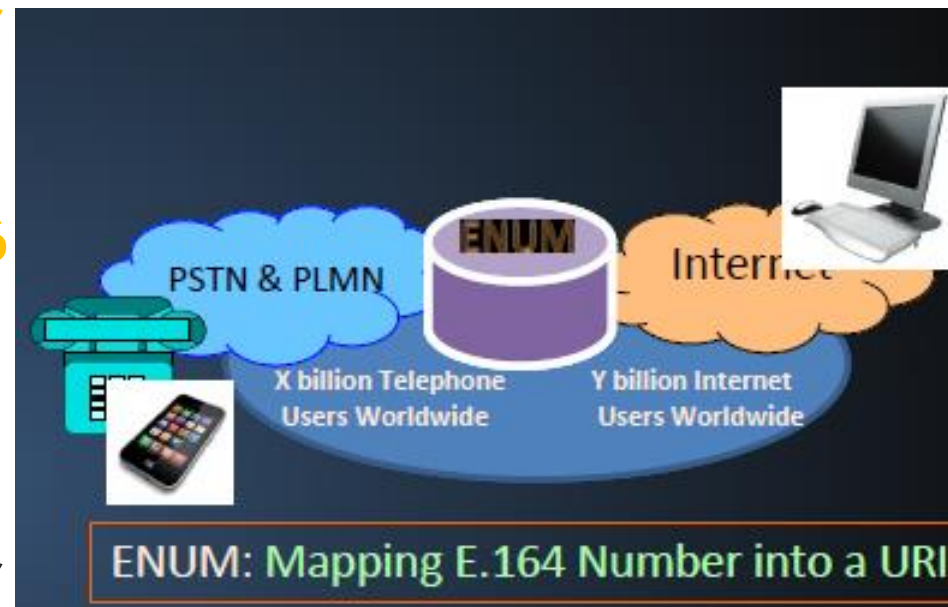 ENUM
PSTN & PLMN
Internet
X billion Telephone
Users Worldwide
Y billion Internet
Users Worldwide
ENUM: Mapping E.164 Number into a URI